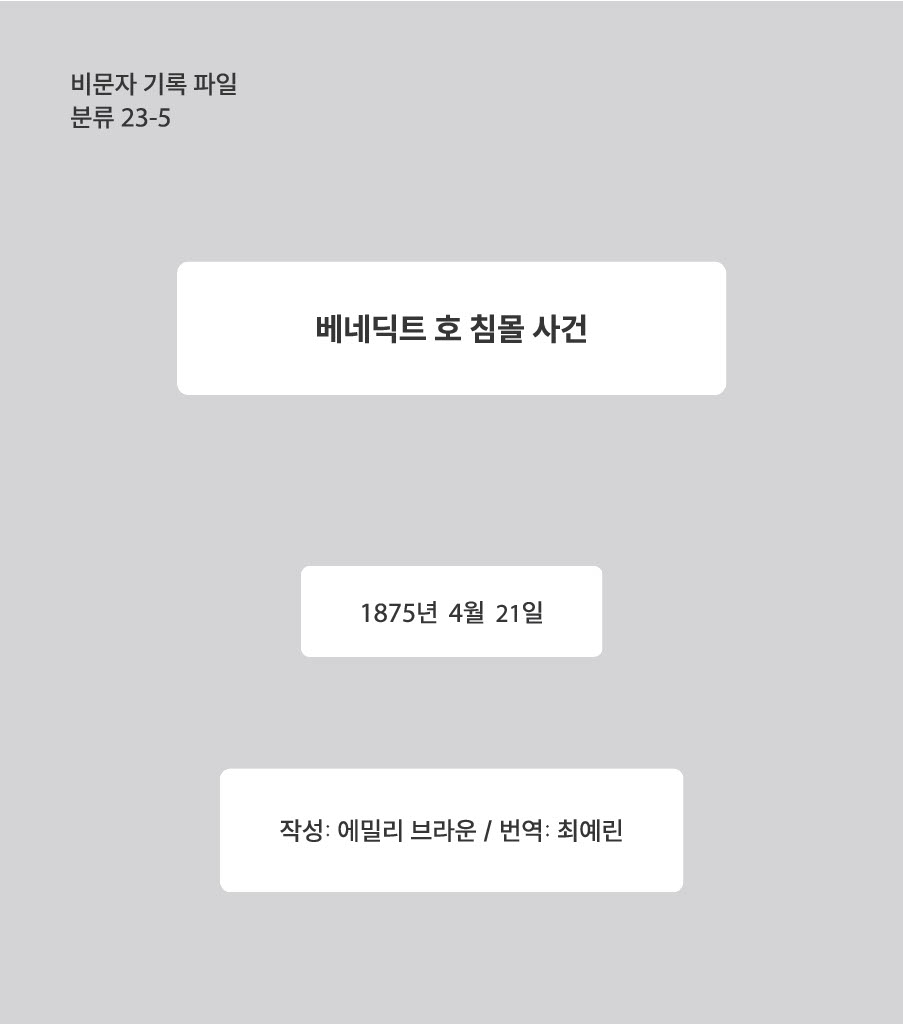 비문자 기록 파일
분류 23-5
베네딕트 호 침몰 사건
1875년 4월 21일
작성: 에밀리 브라운 / 번역: 최예린